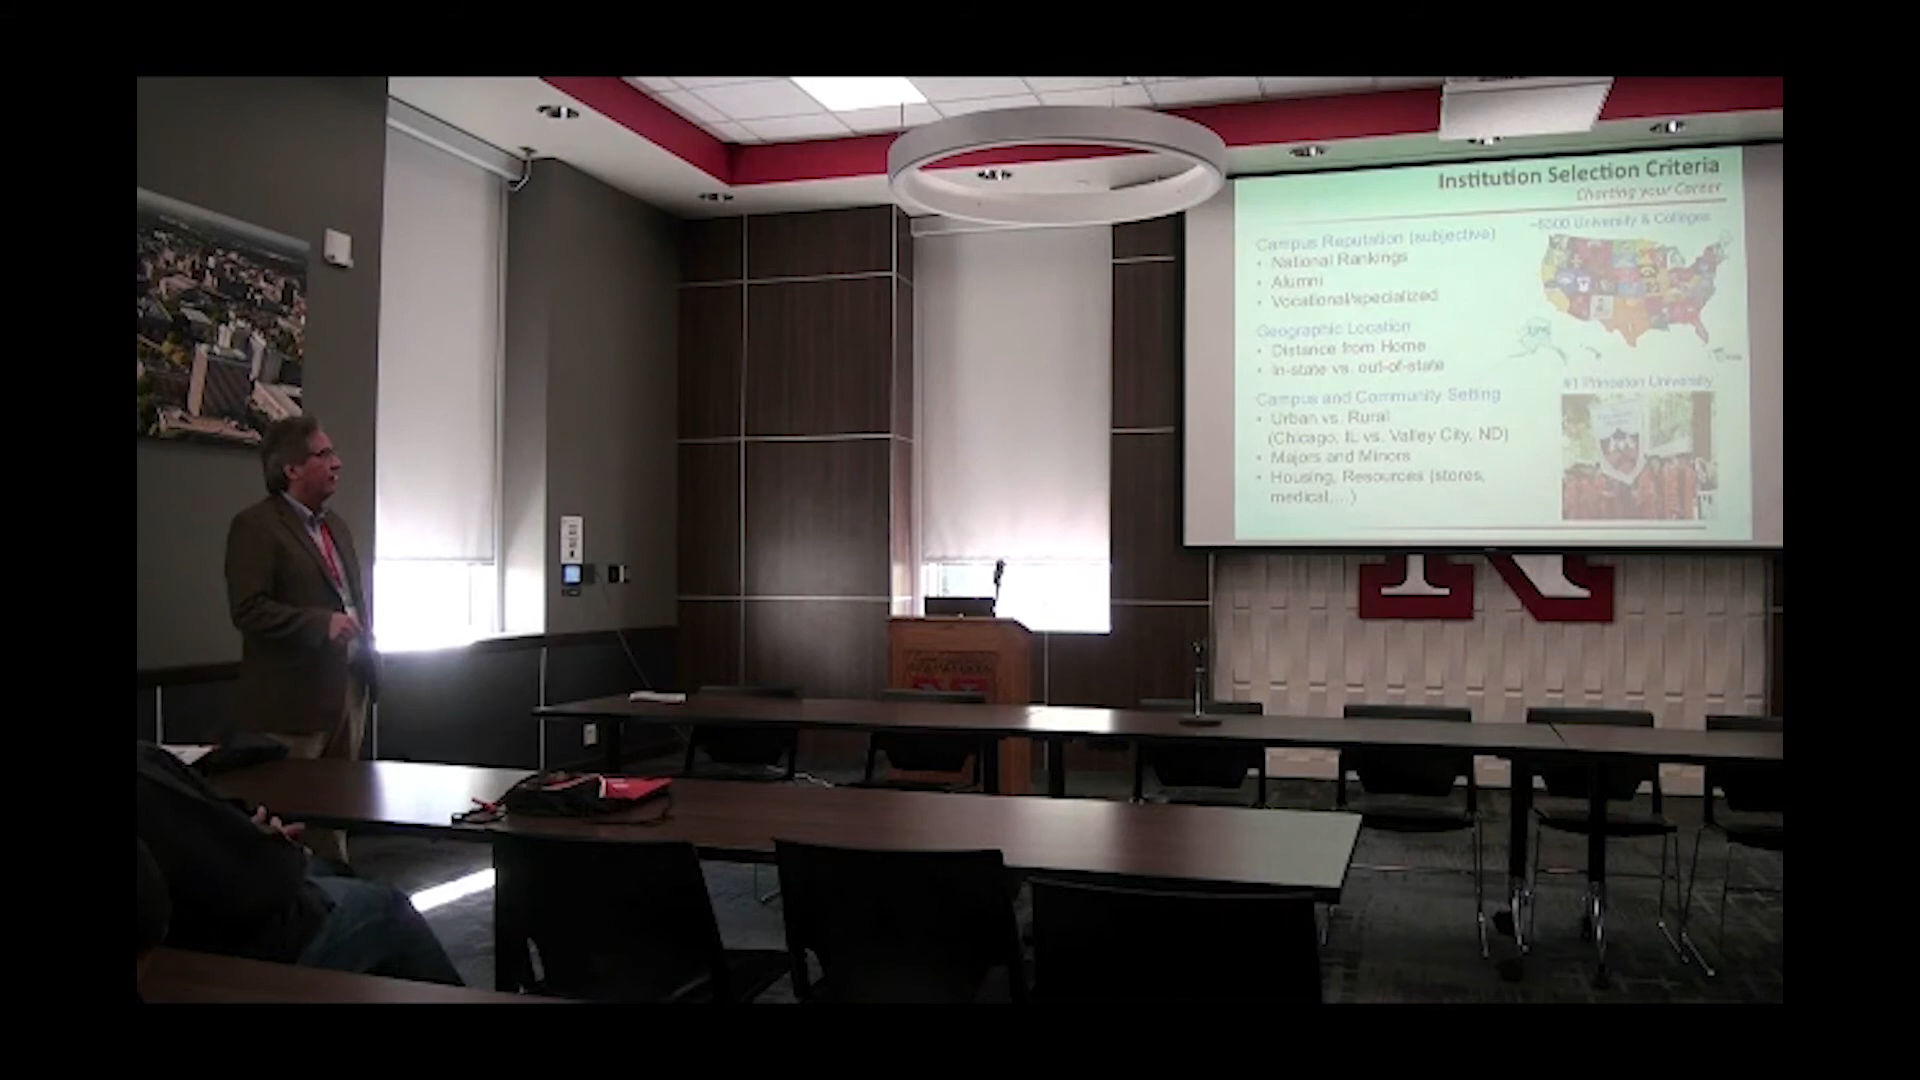 Institution Selection Criteria
Charting your Career
~5300 University & Colleges
Campus Reputation (subjective)
• National Rankings
• Alumni
• Vocational/specialized
Geographic Location
• Distance from Home
• In-state vs. out-of-state
#1 Princeton University
Campus and Community Setting
• Urban vs. Rural
(Chicago, IL vs. Valley City, ND)
• Majors and Minors
• Housing, Resources (stores,
medical,...)
N
N